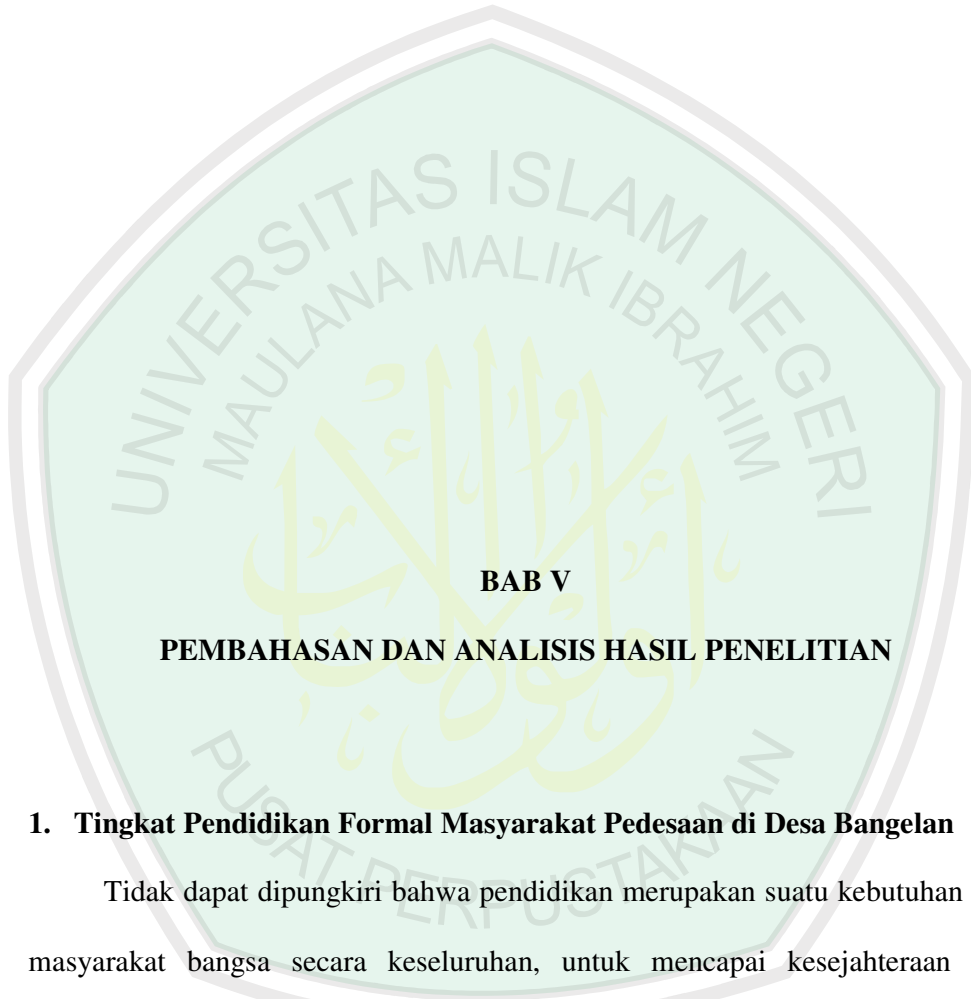 UNIVERSITAS ISLAM NEGERI
MAULANA MALIK IBRAHIM
BAB V
PEMBAHASAN DAN ANALISIS HASIL PENELITIAN
PUSAT PERPUSTAKAAN
1. Tingkat Pendidikan Formal Masyarakat Pedesaan di Desa Bangelan
Tidak dapat dipungkiri bahwa pendidikan merupakan suatu kebutuhan
masyarakat bangsa secara keseluruhan, untuk mencapai kesejahteraan